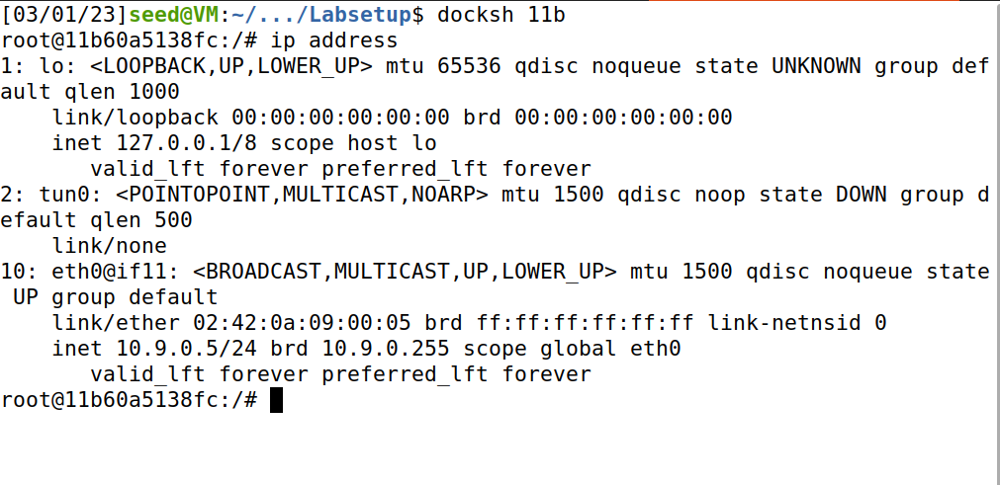 [03/01/23]seed@VM:~/.../Labsetup$ docksh 11b
root@11b60a5138fc:/# ip address
1: lo: <LOOPBACK,UP,LOWER_UP> mtu 65536 qdisc noqueue state UNKNOWN group def
ault qlen 1000
    link/loopback 00:00:00:00:00:00 brd 00:00:00:00:00:00
    inet 127.0.0.1/8 scope host lo
       valid_lft forever preferred_lft forever
2: tun0: <POINTOPOINT,MULTICAST,NOARP> mtu 1500 qdisc noop state DOWN group d
efault qlen 500
    link/none
10: eth0@if11: <BROADCAST,MULTICAST,UP,LOWER_UP> mtu 1500 qdisc noqueue state
 UP group default
    link/ether 02:42:0a:09:00:05 brd ff:ff:ff:ff:ff:ff link-netnsid 0
    inet 10.9.0.5/24 brd 10.9.0.255 scope global eth0
       valid_lft forever preferred_lft forever
root@11b60a5138fc:/#